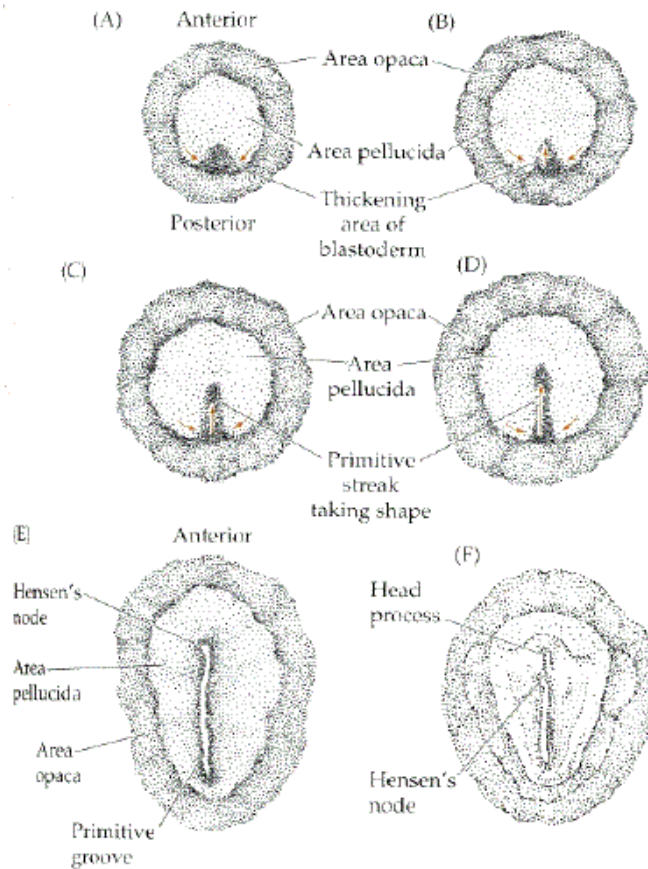 (A)
Anterior
(B)
Area opaca
Area pellucida
Thickening
area of
blastoderm
Posterior
(C)
(D)
Area opaca
Area
pellucida
Primitive
streak
taking shape
(E)
Anterior
(F)
Hensen's
node
Area
pellucida
Area
opaca
Primitive
groove
Head
process
Hensen's
node